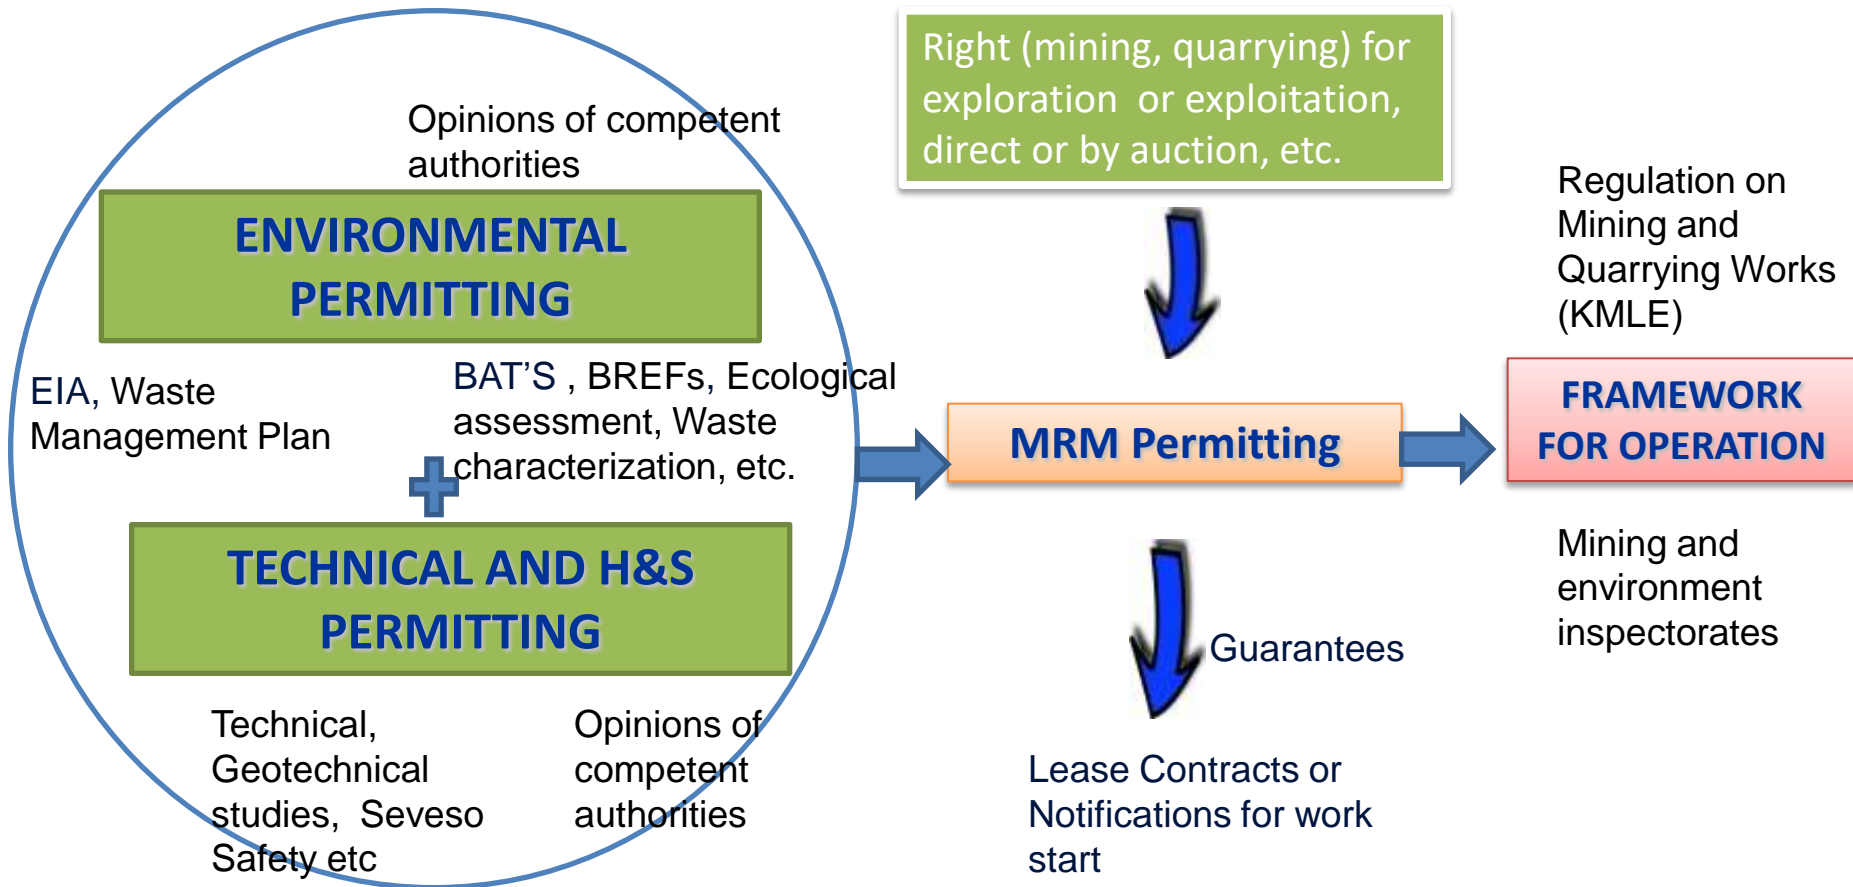 Opinions of competent
authorities
ENVIRONMENTAL
PERMITTING
EIA, Waste
Management Plan
BAT'S , BREFs, Ecological
assessment, Waste
characterization, etc.
TECHNICAL AND H&S
PERMITTING
Technical,
Geotechnical
studies, Seveso
Safety etc
Opinions of
competent
authorities
Right (mining, quarrying) for
exploration or exploitation,
direct or by auction, etc.
MRM Permitting
Guarantees
Lease Contracts or
Notifications for work
start
Regulation on
Mining and
Quarrying Works
(KMLE)
FRAMEWORK
FOR OPERATION
Mining and
environment
inspectorates